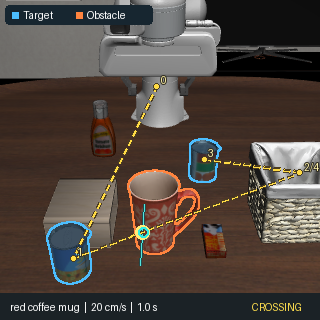 Target
Obstacle
0
3
2/4
1
red coffee mug | 20 cm/s | 1.0 s
CROSSING